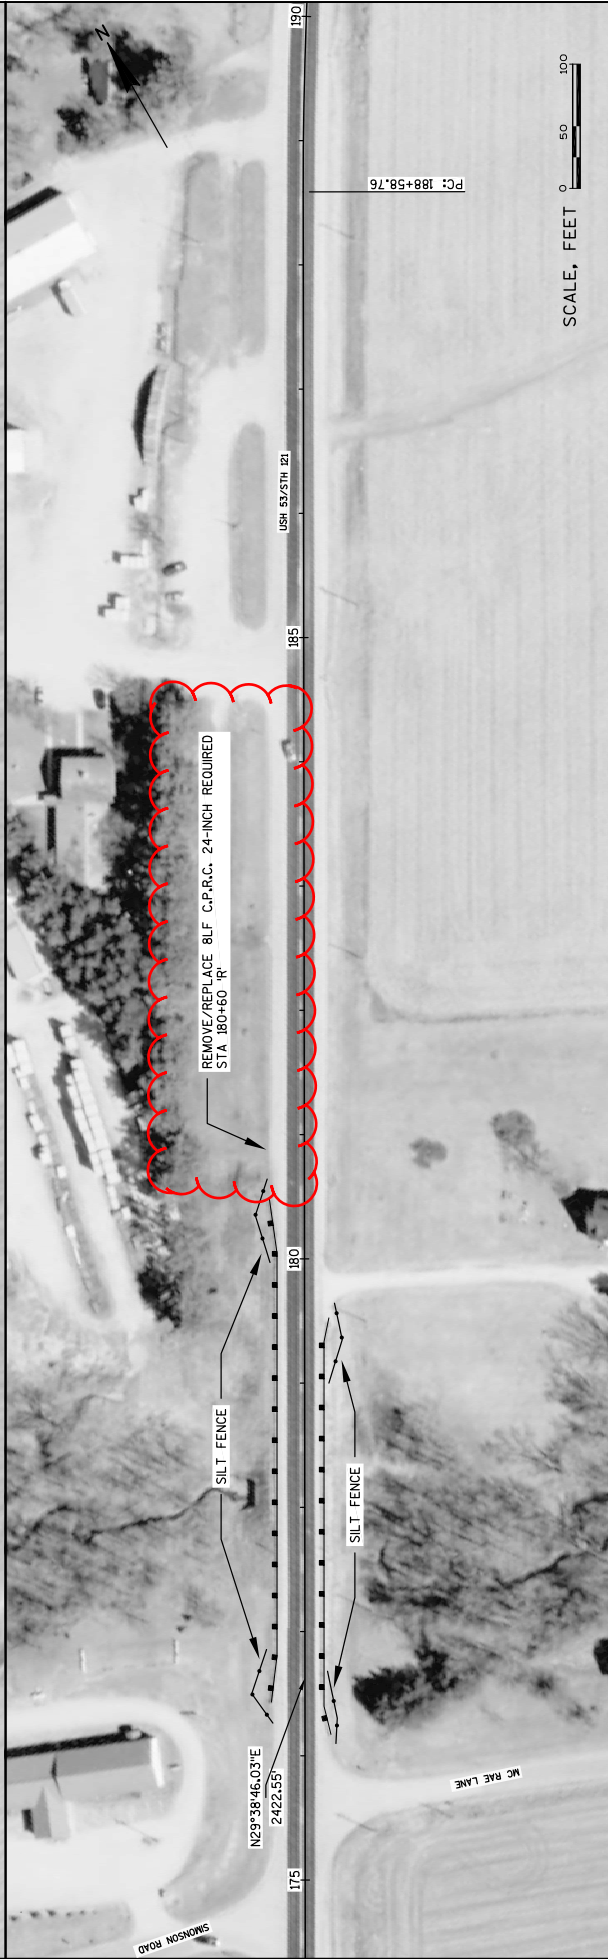 190
N
PC: 188+58.76
0 50 100
SCALE, FEET
USH 53/STH 121
185
REMOVE/REPLACE 8LF C.P.R.C. 24-INCH REQUIRED
STA 180+60 'R'
180
SILT FENCE
SILT FENCE
N29°38'46.03"E
2422.55'
MC RAE LANE
175
SIMONSON ROAD